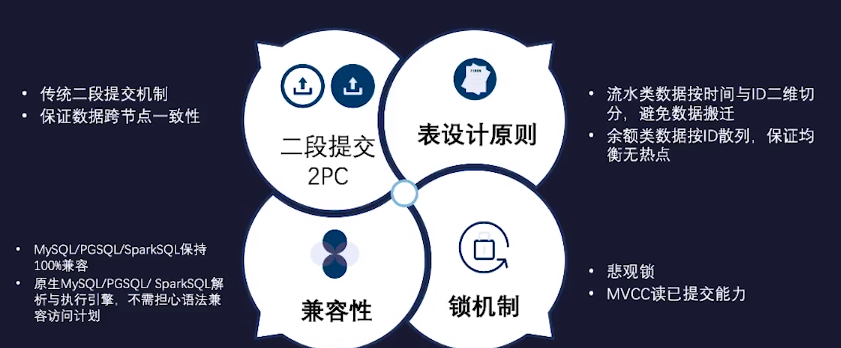 • 传统二段提交机制
• 保证数据跨节点一致性
二段提交
2PC
表设计原则
• 流水类数据按时间与ID二维切
分，避免数据搬迁
• 余额类数据按ID散列，保证均
衡无热点
• MySQL/PGSQL/SparkSQL保持
100%兼容
• 原生MySQL/PGSQL/ SparkSQL解
析与执行引擎，不需担心语法兼
容访问计划
兼容性
锁机制
• 悲观锁
• MVCC读已提交能力